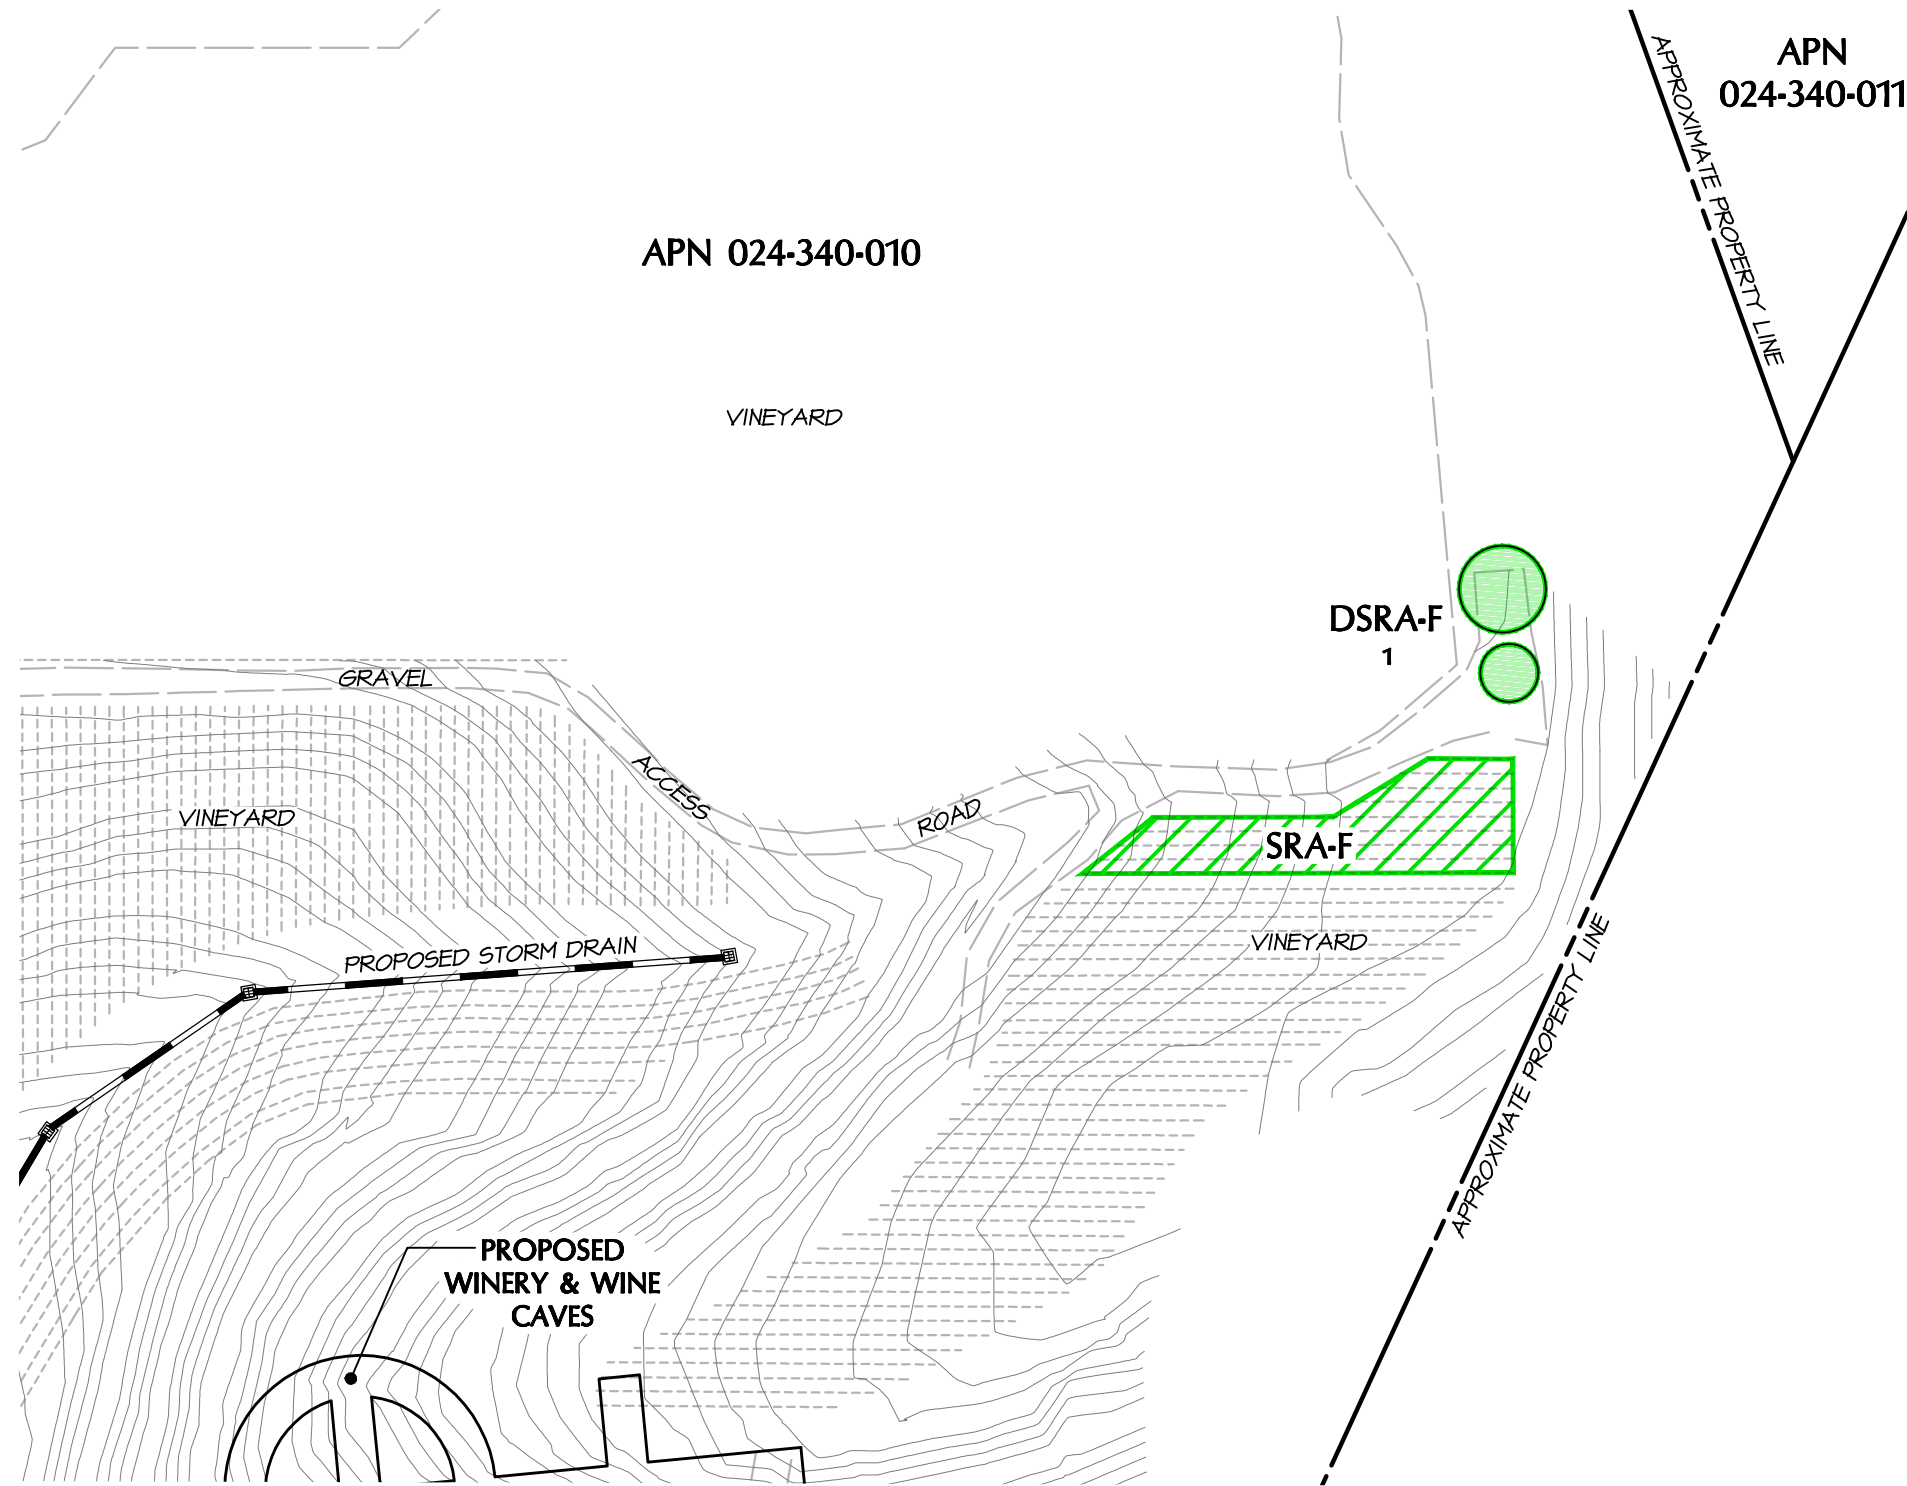 APN
024-340-011
APPROXIMATE PROPERTY LINE
APN 024-340-010
VINEYARD
DSRA-F
1
GRAVEL
ACCESS
ROAD
VINEYARD
SRA-F
VINEYARD
PROPOSED STORM DRAIN
APPROXIMATE PROPERTY LINE
PROPOSED
WINERY & WINE
CAVES